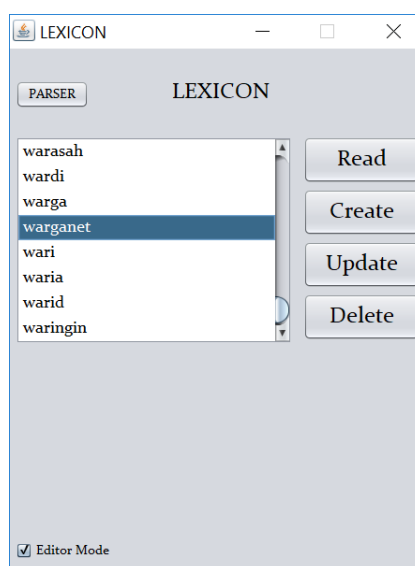 LEXICON
PARSER
LEXICON
warasah
wardi
warga
warganet
wari
waria
warid
waringin
Read
Create
Update
Delete
Editor Mode